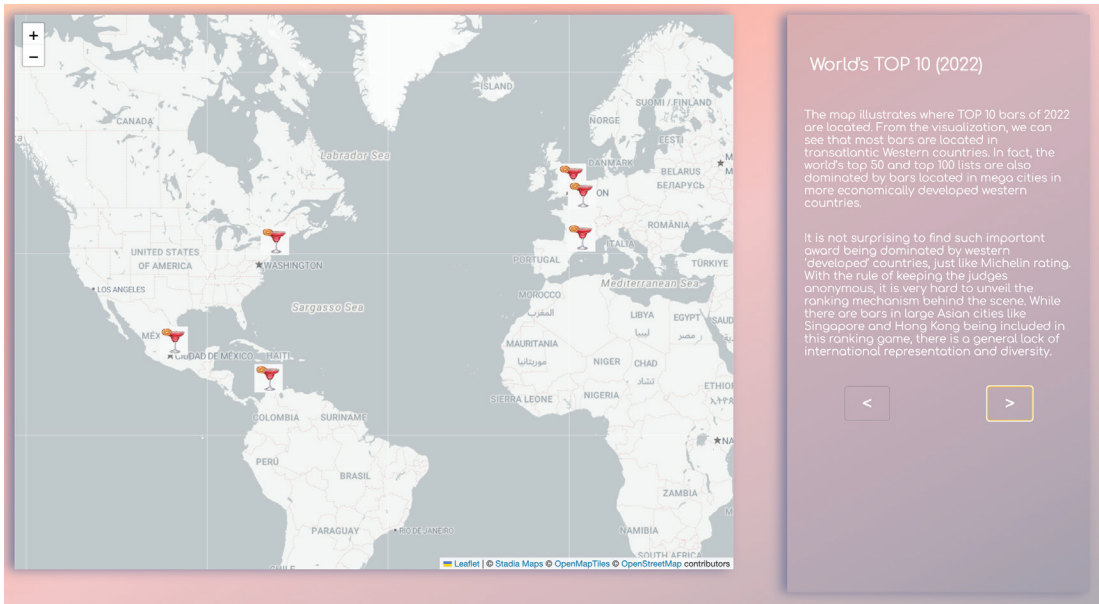 +
−
ÍSLAND
SUOMI / FINLAND
CANADA
NORGE
EESTI
Labrador Sea
DANMARK
BELARUS
БЕЛАРУСЬ
ON
ROMÂNIA
UNITED STATES
OF AMERICA
ITALIA
WASHINGTON
PORTUGAL
TÜRKIYE
LOS ANGELES
Mediterranean Sea
MOROCCO
المغرب
Sargasso Sea
LIBYA
ليبيا
EGYPT
مصر
SAUD
MÉX
CIUDAD DE MÉXICO
HAITI
MAURITANIA
موريتانيا
NIGER
CHAD
تشاد
ETHIO
SIERRA LEONE
NIGERIA
COLOMBIA
SURINAME
NA
PERÚ
BRASIL
ZAMBIA
PARAGUAY
RIO DE JANEIRO
NAMIBIA
SOUTH AFRICA
CHILE
Leaflet | © Stadia Maps © OpenMapTiles © OpenStreetMap contributors
World's TOP 10 (2022)
The map illustrates where TOP 10 bars of 2022
are located. From the visualization, we can
see that most bars are located in
transatlantic Western countries. In fact, the
world's top 50 and top 100 lists are also
dominated by bars located in mega cities in
more economically developed western
countries.
It is not surprising to find such important
award being dominated by western
'developed' countries, just like Michelin rating.
With the rule of keeping the judges
anonymous, it is very hard to unveil the
ranking mechanism behind the scene. While
there are bars in large Asian cities like
Singapore and Hong Kong being included in
this ranking game, there is a general lack of
international representation and diversity.
<
>